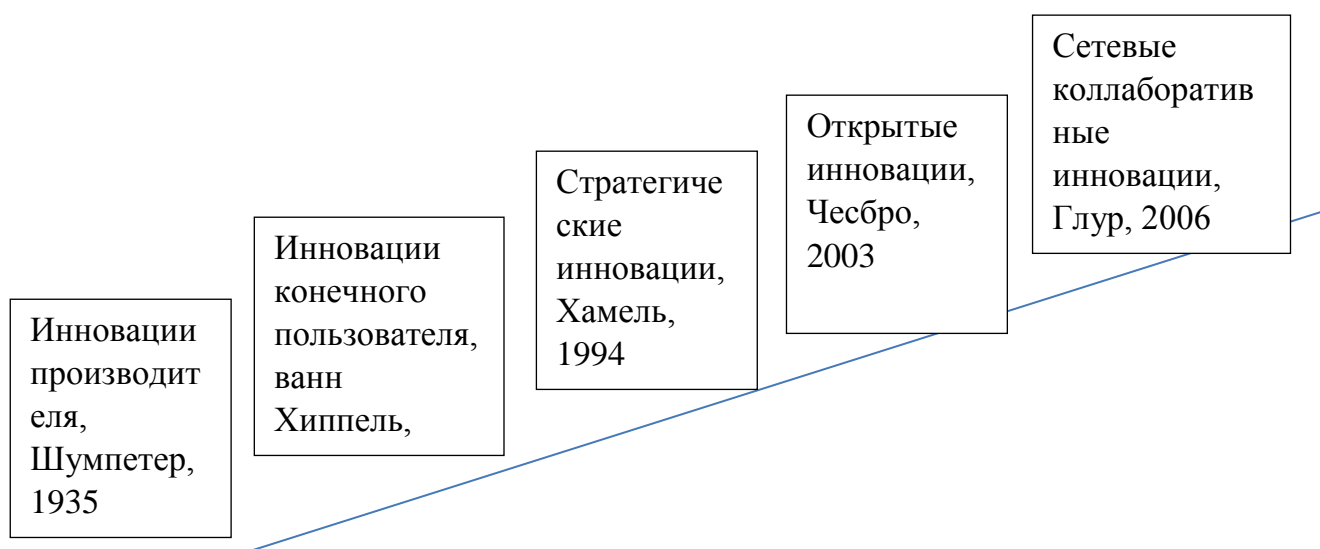 Инновации
производит
еля,
Шумпетер,
1935
Инновации
конечного
пользователя,
ванн
Хиппель,
Стратегиче
ские
инновации,
Хамель,
1994
Открытые
инновации,
Чесбро,
2003
Сетевые
коллаборатив
ные
инновации,
Глур, 2006